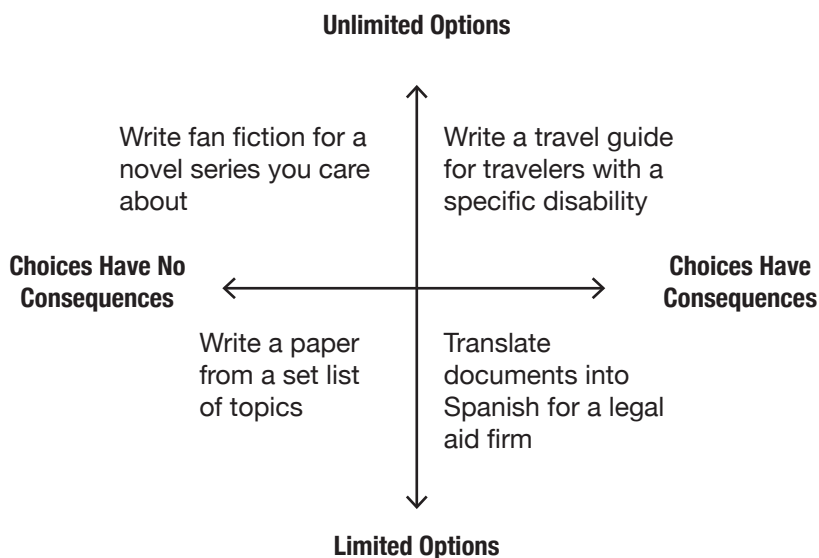 Unlimited Options
Write fan fiction for a
novel series you care
about
Write a travel guide
for travelers with a
specific disability
Choices Have No
Consequences
Choices Have
Consequences
Write a paper
from a set list
of topics
Translate
documents into
Spanish for a legal
aid firm
Limited Options